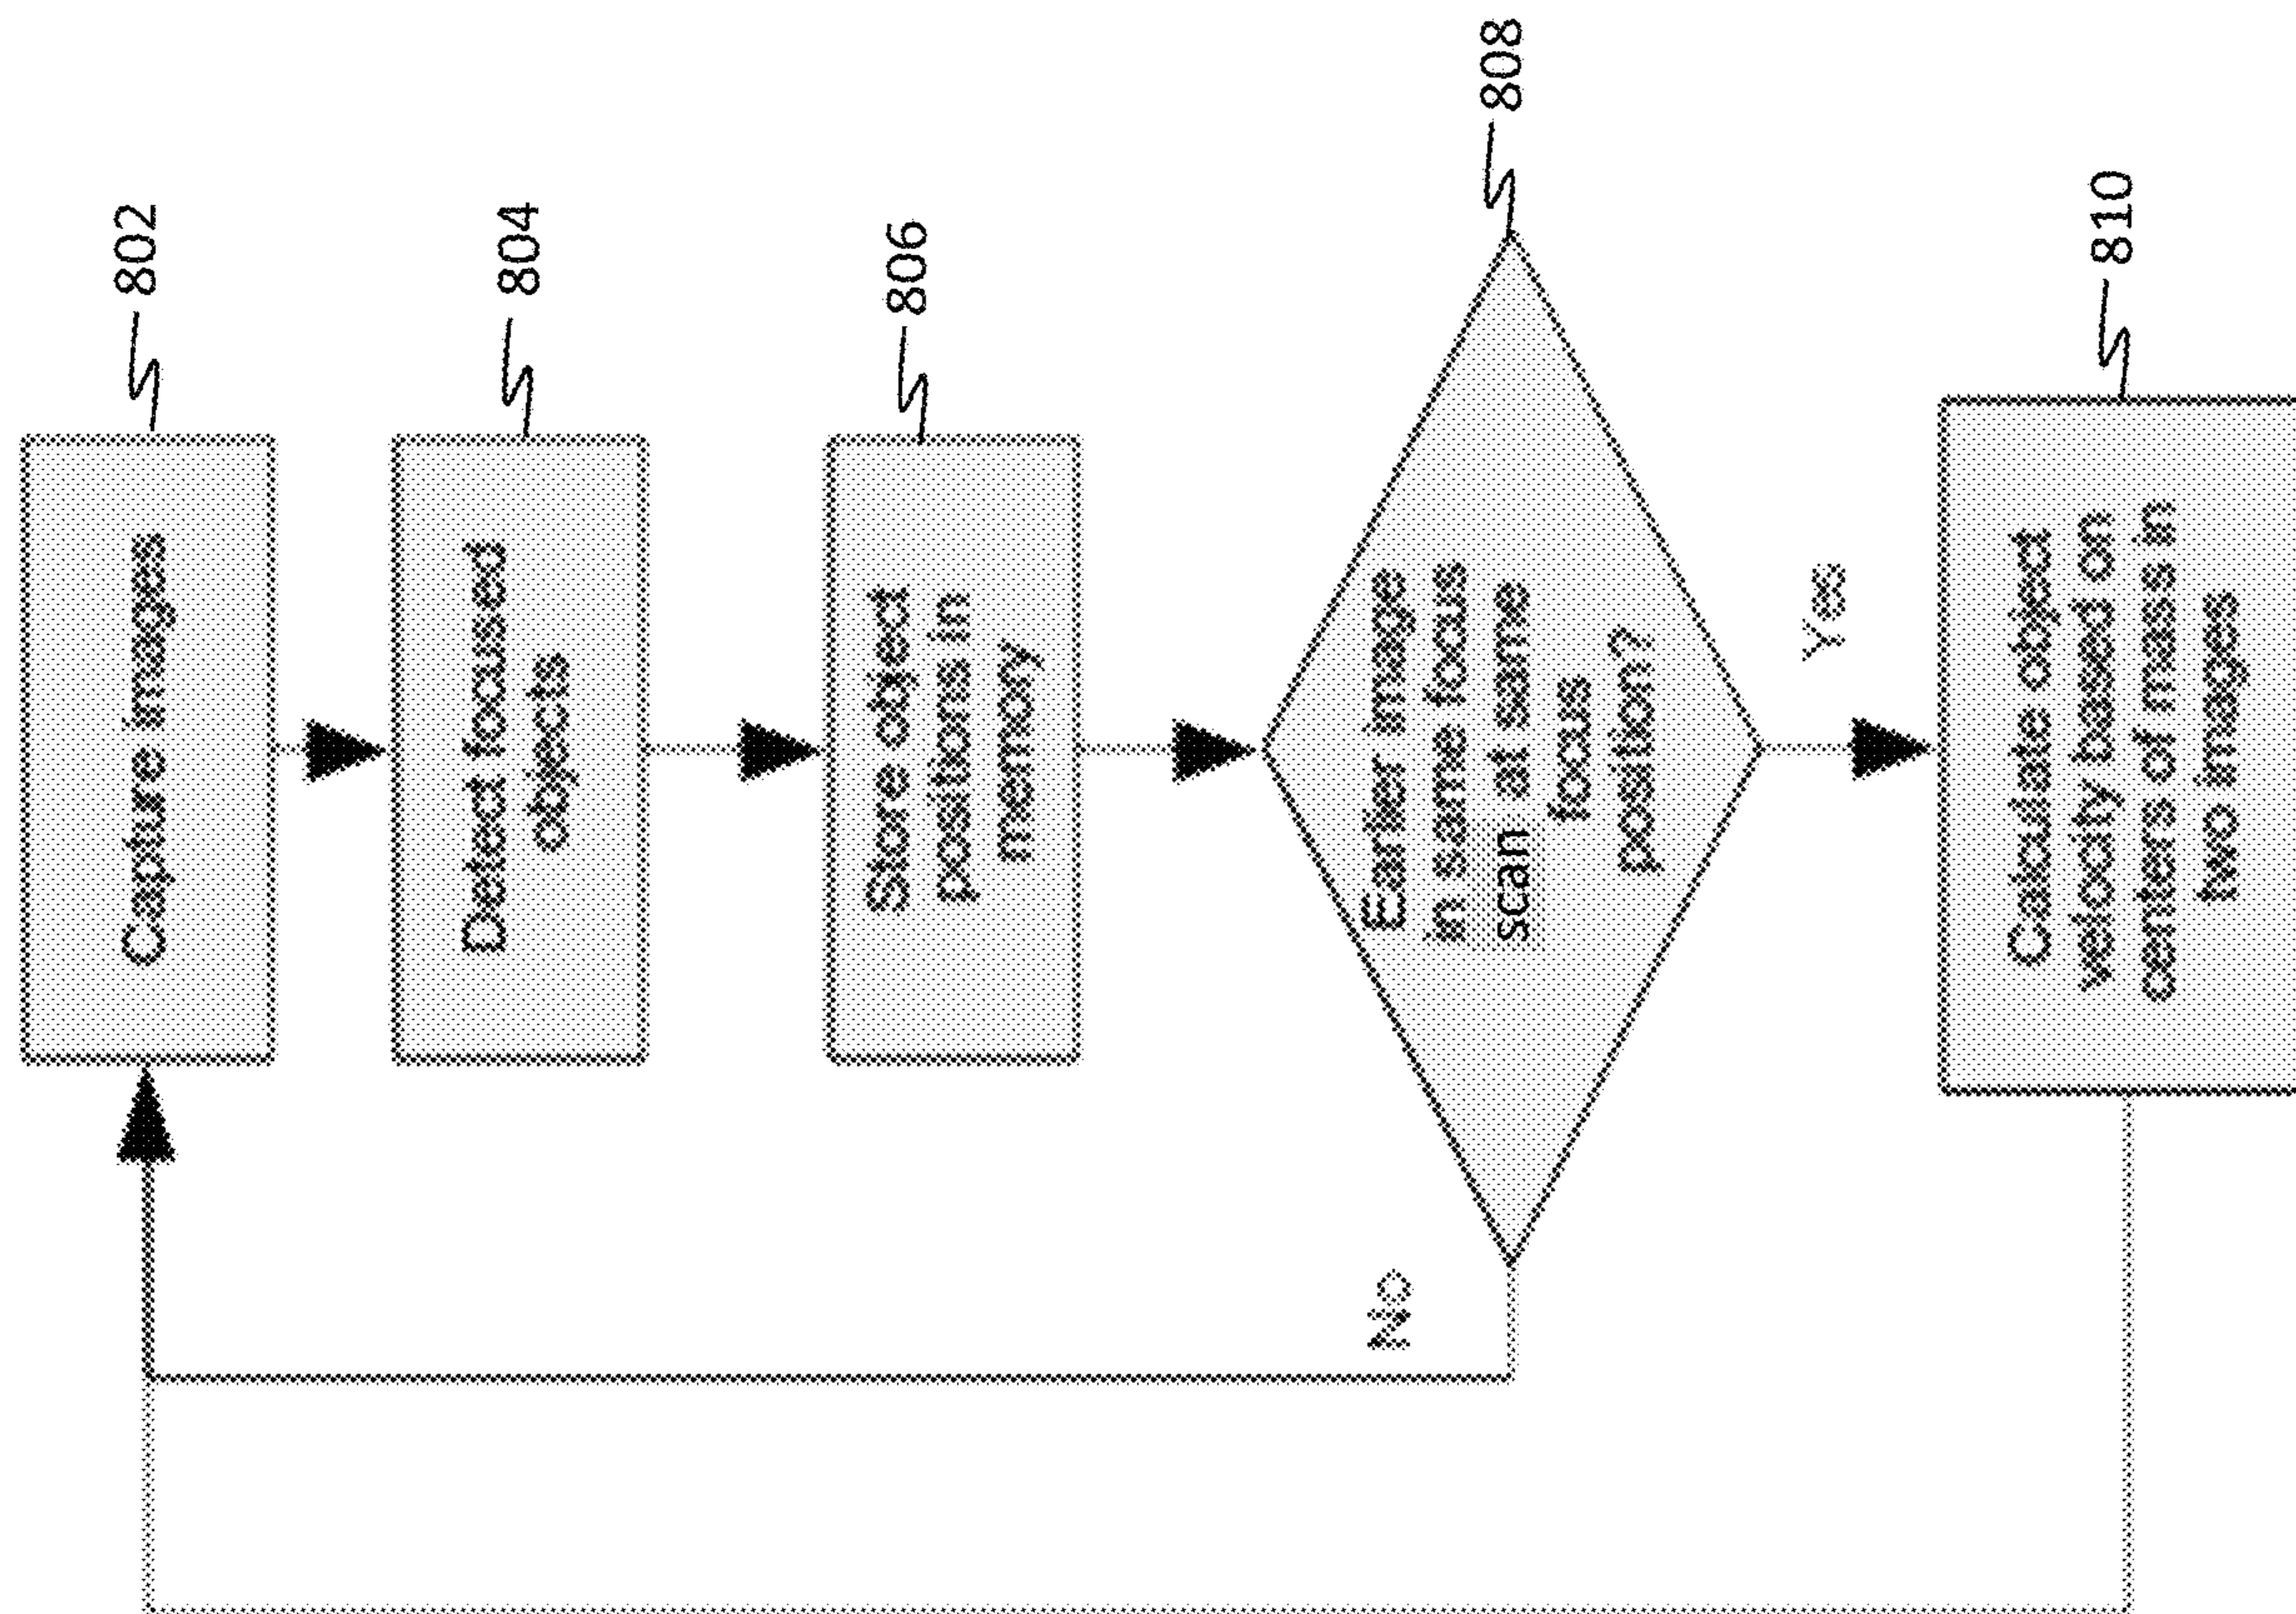 802
Capture images
804
Detect focused
objects
806
Store object
positions in
memory
808
Earlier image
in same focus
scan at same
focus
position?
No
Yes
810
Calculate object
velocity based on
centers of mass in
two images